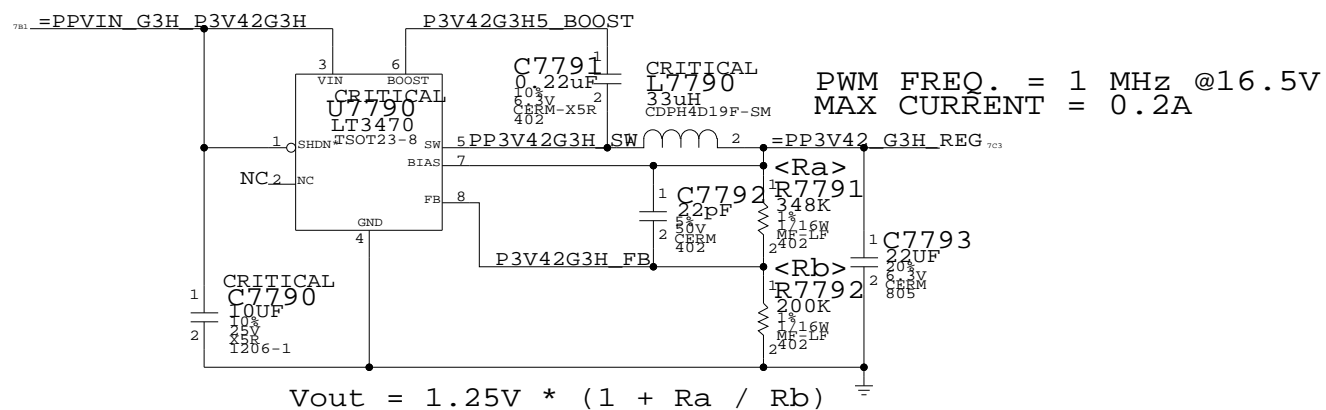 7B1 =PPVIN_G3H_P3V42G3H
P3V42G3H5_BOOST
3
VIN
6
BOOST
CRITICAL
U7790
LT3470
TSOT23-8
1 SHDN*
NC 2 NC
GND
4
SW 5 PP3V42G3H_SW
BIAS 7
FB 8
1
C7791
0.22uF
10%
6.3V
CERM-X5R
402
2
CRITICAL
L7790
33uH
CDPH4D19F-SM
2
=PP3V42_G3H_REG 7C3
PWM FREQ. = 1 MHz @16.5V
MAX CURRENT = 0.2A
1
C7792
22pF
5%
50V
CERM
402
2
<Ra>
1
R7791
348K
1%
1/16W
MF-LF
402
2
P3V42G3H_FB
<Rb>
1
R7792
200K
1%
1/16W
MF-LF
402
2
1
C7793
22UF
20%
6.3V
CERM
805
2
CRITICAL
1
C7790
10UF
10%
25V
X5R
1206-1
2
Vout = 1.25V * (1 + Ra / Rb)